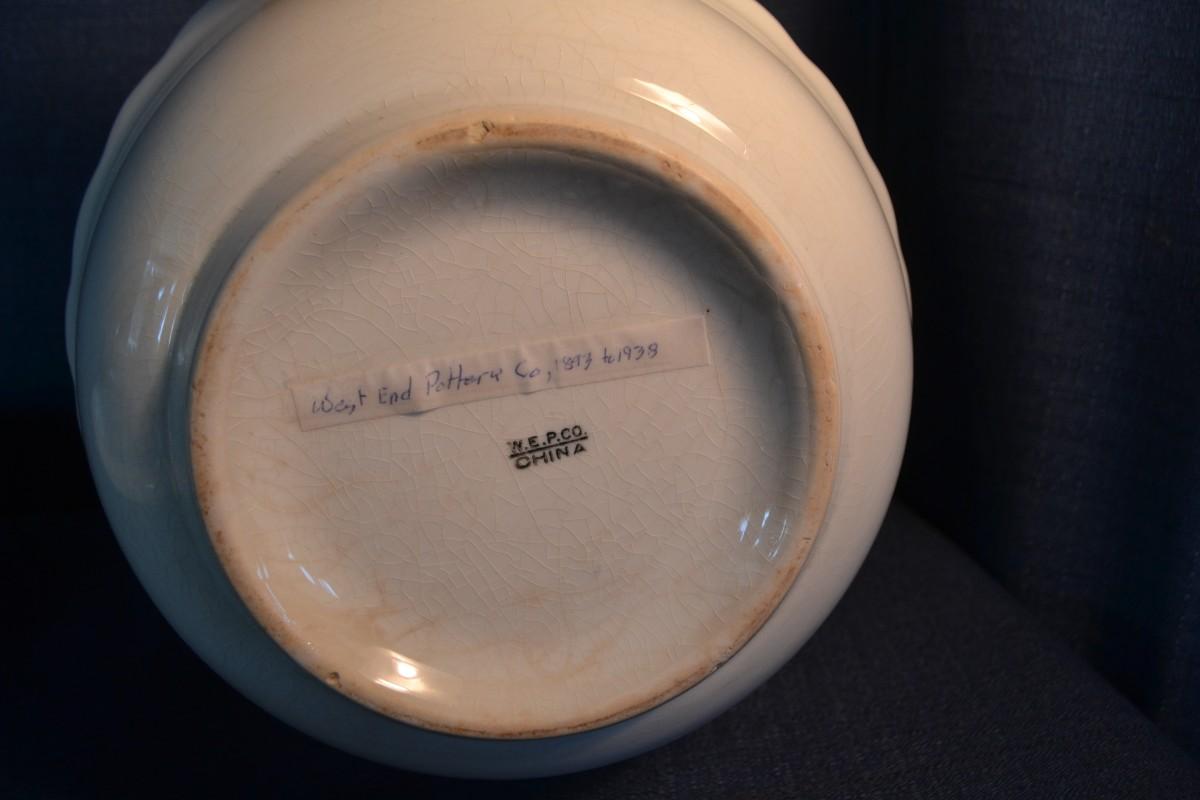 West End Pottery Co, 1893 to 1938
W.E.P.CO.
CHINA